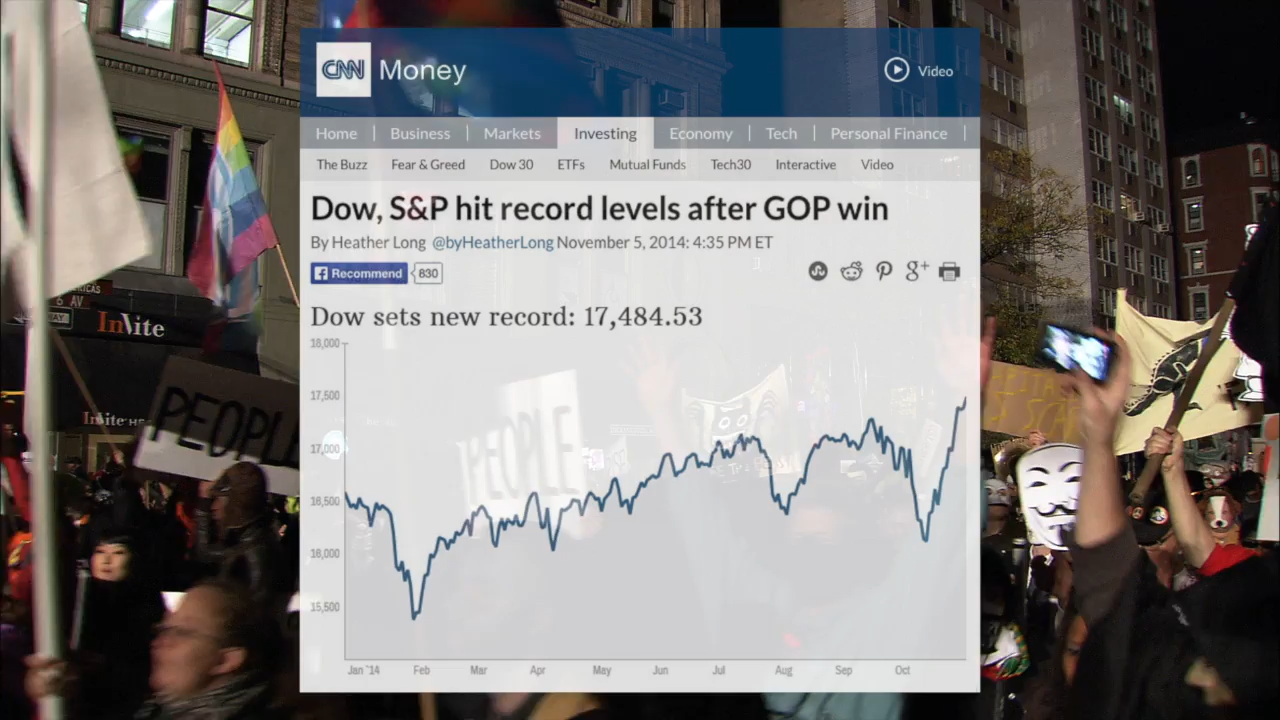 CNN Money
Video
Home | Business | Markets Investing Economy | Tech | Personal Finance |
The Buzz Fear & Greed Dow 30 ETFs Mutual Funds Tech30 Interactive Video
Dow, S&P hit record levels after GOP win
By Heather Long @byHeatherLong November 5, 2014: 4:35 PM ET
Recommend 830
g+
Dow sets new record: 17,484.53
18,000
17,500
17,000
16,500
16,000
15,500
Jan '14 Feb Mar Apr May Jun Jul Aug Sep Oct
6 AV
WAY
InVite
PEOPLE
PEOPLE